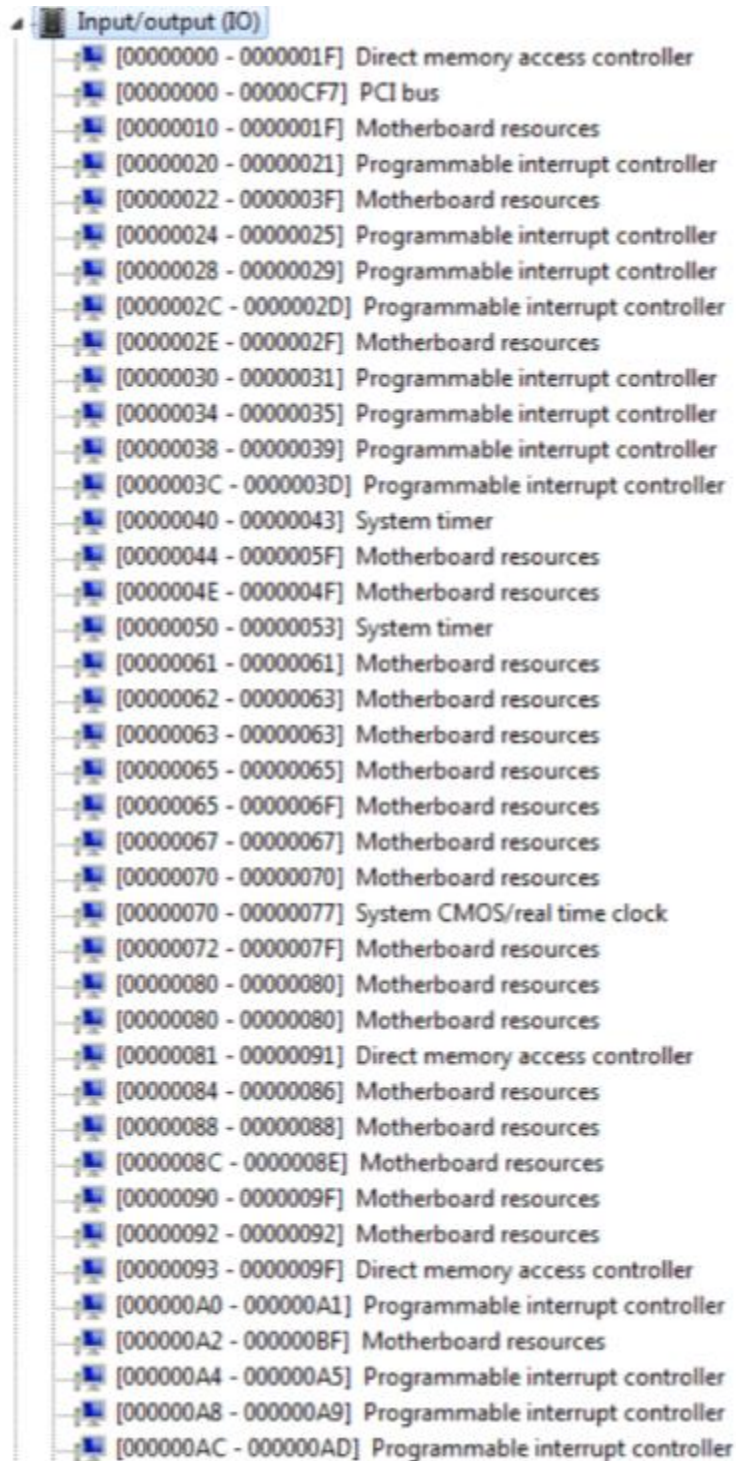 Input/output (IO)
[00000000 - 0000001F] Direct memory access controller
[00000000 - 00000CF7] PCI bus
[00000010 - 0000001F] Motherboard resources
[00000020 - 00000021] Programmable interrupt controller
[00000022 - 0000003F] Motherboard resources
[00000024 - 00000025] Programmable interrupt controller
[00000028 - 00000029] Programmable interrupt controller
[0000002C - 0000002D] Programmable interrupt controller
[0000002E - 0000002F] Motherboard resources
[00000030 - 00000031] Programmable interrupt controller
[00000034 - 00000035] Programmable interrupt controller
[00000038 - 00000039] Programmable interrupt controller
[0000003C - 0000003D] Programmable interrupt controller
[00000040 - 00000043] System timer
[00000044 - 0000005F] Motherboard resources
[0000004E - 0000004F] Motherboard resources
[00000050 - 00000053] System timer
[00000061 - 00000061] Motherboard resources
[00000062 - 00000063] Motherboard resources
[00000063 - 00000063] Motherboard resources
[00000065 - 00000065] Motherboard resources
[00000065 - 0000006F] Motherboard resources
[00000067 - 00000067] Motherboard resources
[00000070 - 00000070] Motherboard resources
[00000070 - 00000077] System CMOS/real time clock
[00000072 - 0000007F] Motherboard resources
[00000080 - 00000080] Motherboard resources
[00000080 - 00000080] Motherboard resources
[00000081 - 00000091] Direct memory access controller
[00000084 - 00000086] Motherboard resources
[00000088 - 00000088] Motherboard resources
[0000008C - 0000008E] Motherboard resources
[00000090 - 0000009F] Motherboard resources
[00000092 - 00000092] Motherboard resources
[00000093 - 0000009F] Direct memory access controller
[000000A0 - 000000A1] Programmable interrupt controller
[000000A2 - 000000BF] Motherboard resources
[000000A4 - 000000A5] Programmable interrupt controller
[000000A8 - 000000A9] Programmable interrupt controller
[000000AC - 000000AD] Programmable interrupt controller